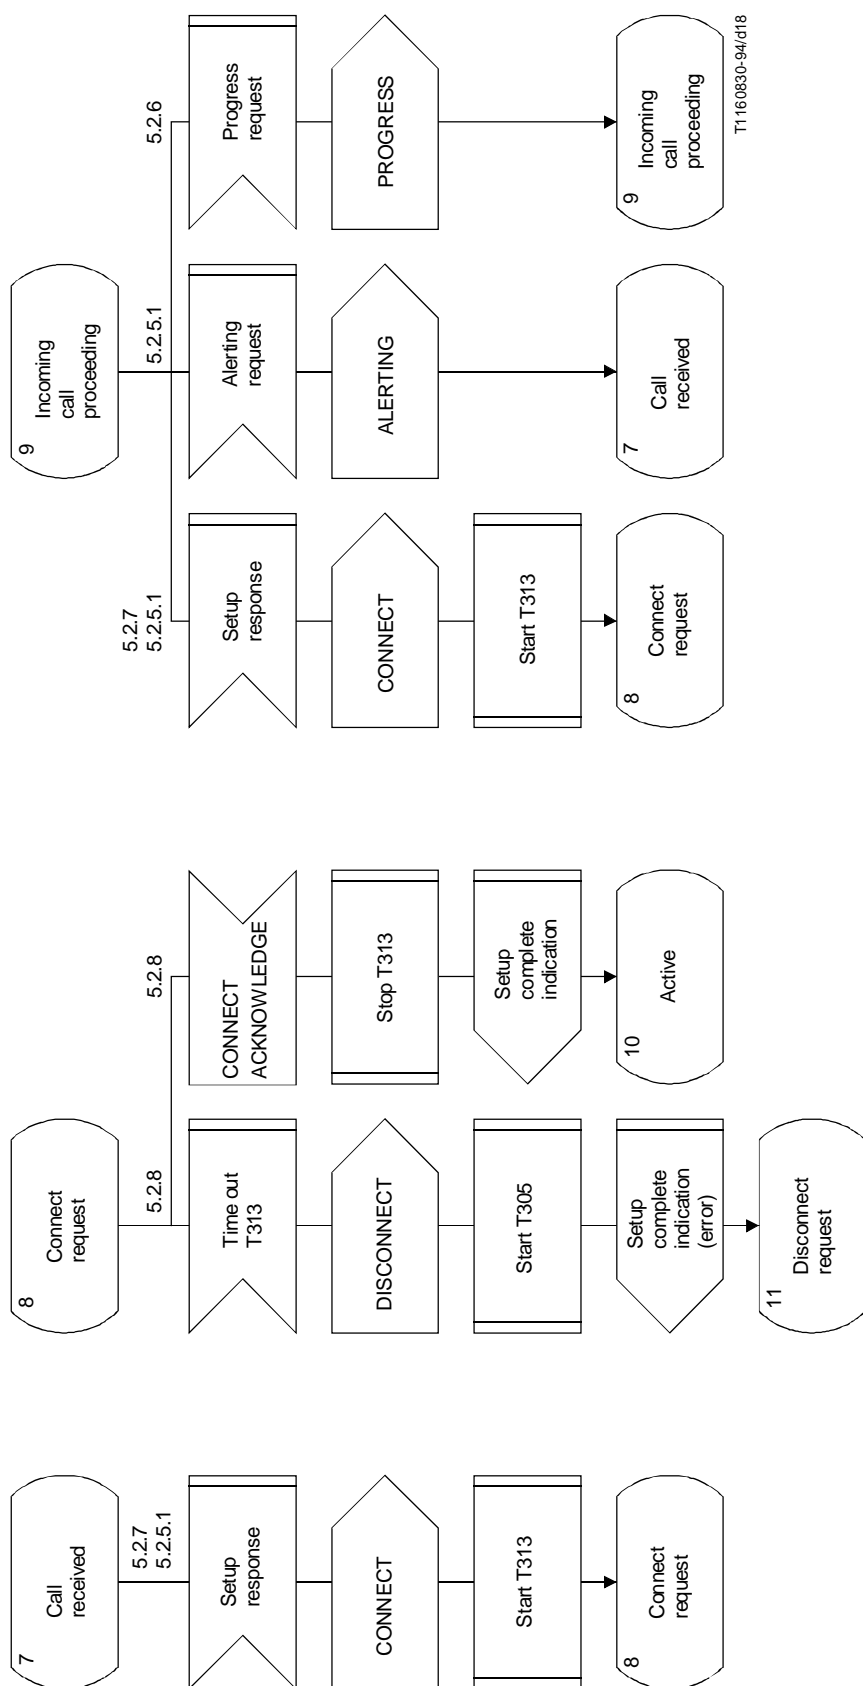 7
Call
received
5.2.7
5.2.5.1
Setup
response
CONNECT
Start T313
8
Connect
request
8
Connect
request
5.2.8
5.2.8
Time out
T313
DISCONNECT
Start T305
Setup
complete
indication
(error)
11
Disconnect
request
CONNECT
ACKNOWLEDGE
Stop T313
Setup
complete
indication
10
Active
9
Incoming
call
proceeding
5.2.7
5.2.5.1
5.2.5.1
5.2.6
Setup
response
CONNECT
Start T313
8
Connect
request
Alerting
request
ALERTING
7
Call
received
Progress
request
PROGRESS
9
Incoming
call
proceeding
T1160830-94/d18